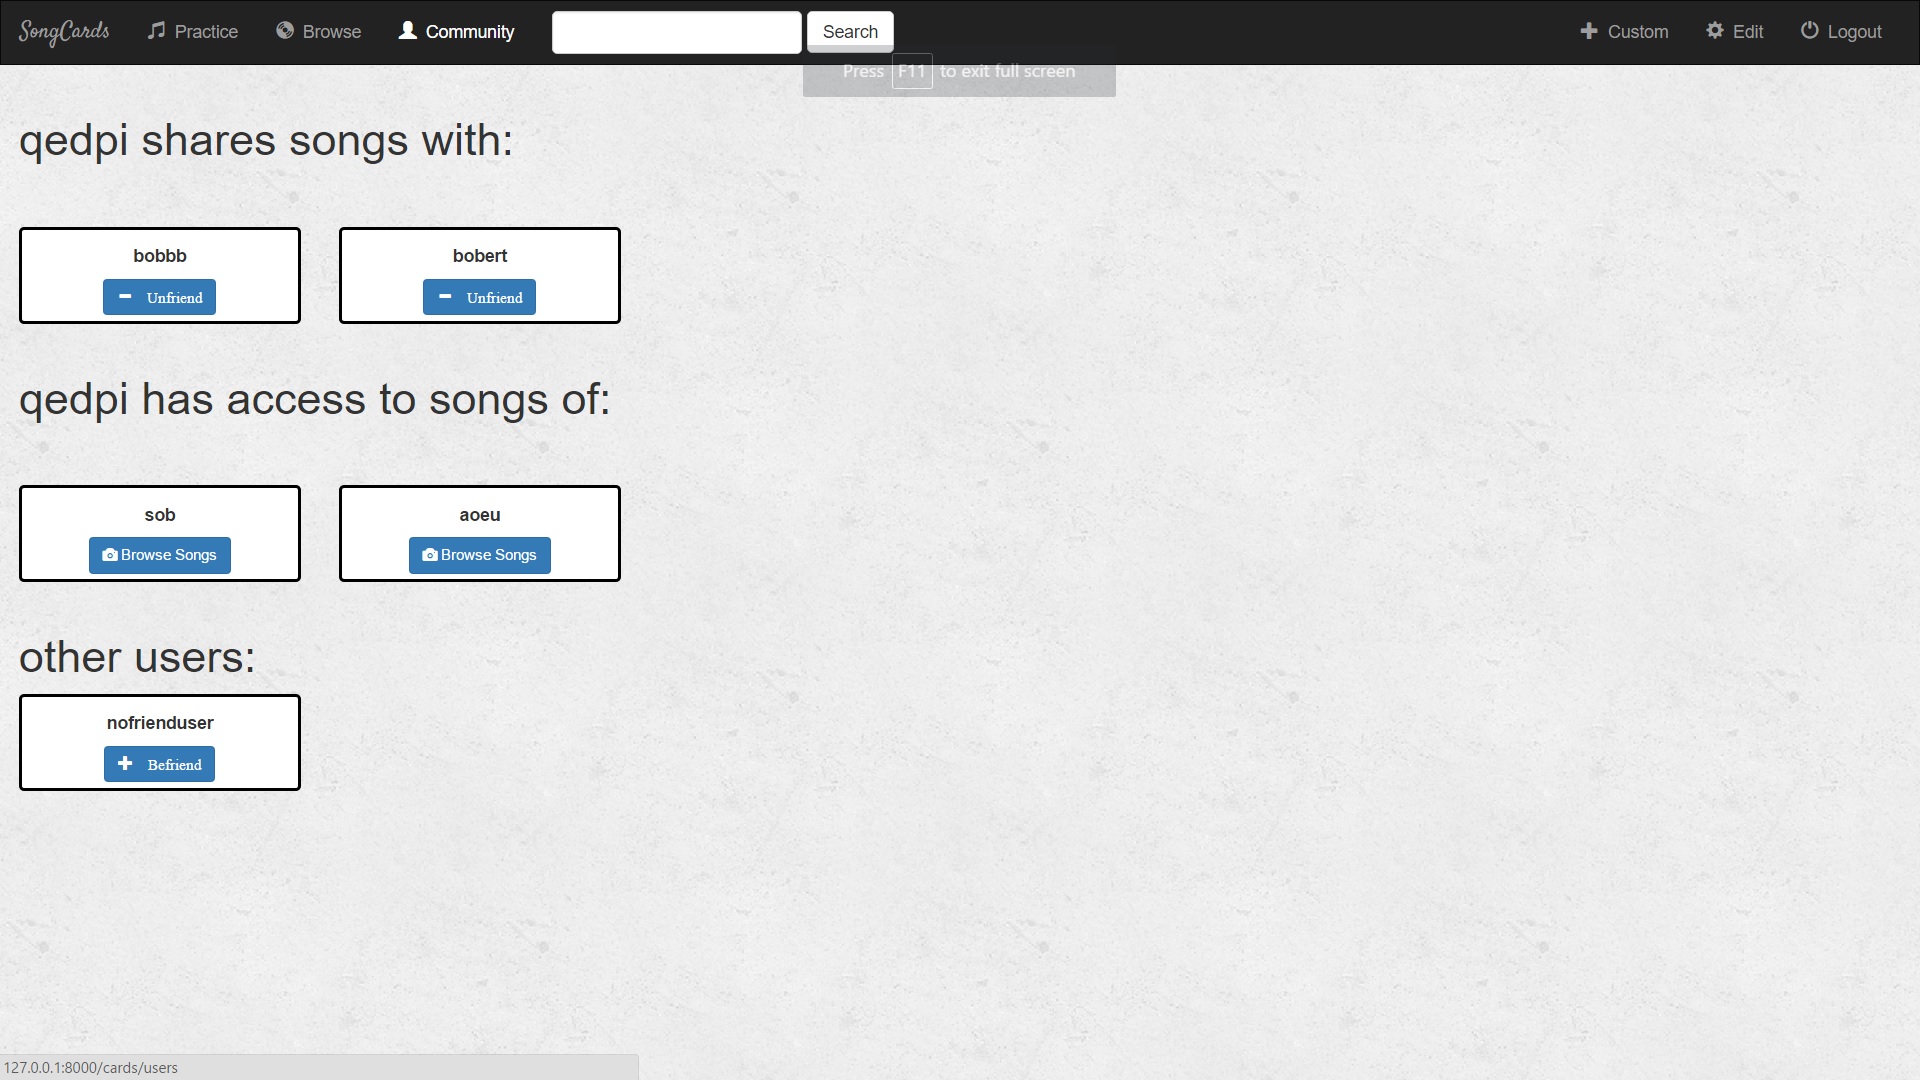 SongCards Practice Browse Community Search Custom Edit Logout
Press F11 to exit full screen
qedpi shares songs with:
bobbb bobert
Unfriend Unfriend
qedpi has access to songs of:
sob aoeu
Browse Songs Browse Songs
other users:
nofrienduser
Befriend
127.0.0.1:8000/cards/users